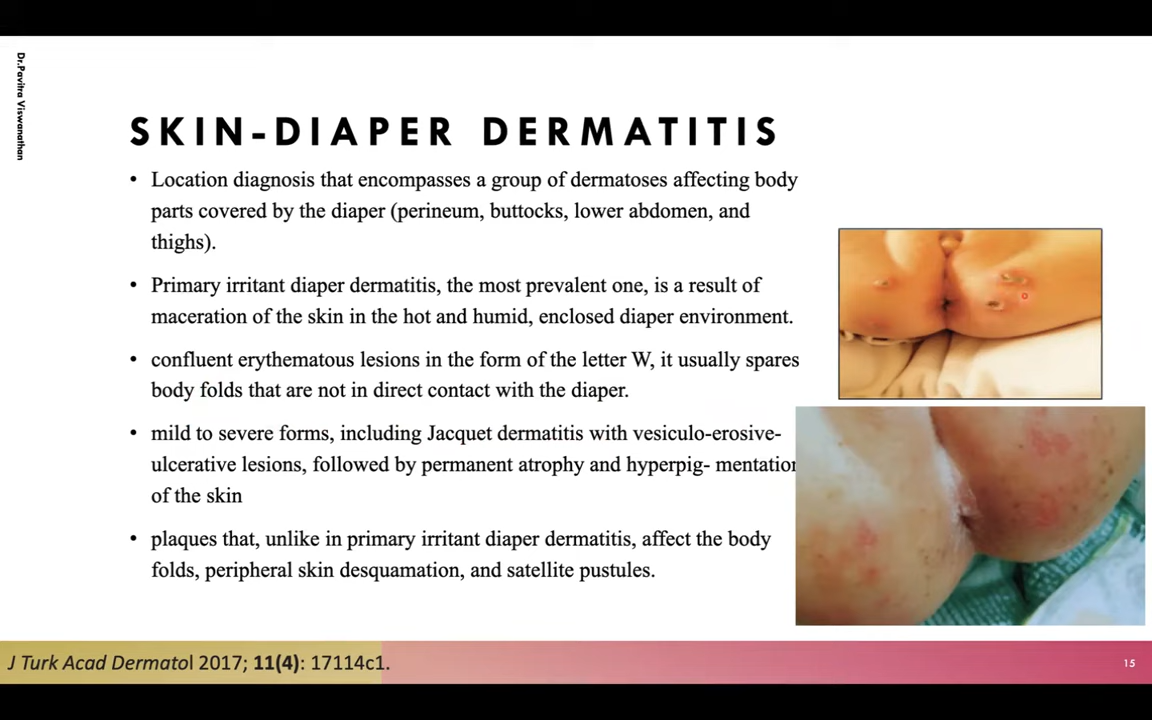 Dr.Pavitra Viswanathan
SKIN-DIAPER DERMATITIS
• Location diagnosis that encompasses a group of dermatoses affecting body
parts covered by the diaper (perineum, buttocks, lower abdomen, and
thighs).
• Primary irritant diaper dermatitis, the most prevalent one, is a result of
maceration of the skin in the hot and humid, enclosed diaper environment.
• confluent erythematous lesions in the form of the letter W, it usually spares
body folds that are not in direct contact with the diaper.
• mild to severe forms, including Jacquet dermatitis with vesiculo-erosive-
ulcerative lesions, followed by permanent atrophy and hyperpig- mentation
of the skin
• plaques that, unlike in primary irritant diaper dermatitis, affect the body
folds, peripheral skin desquamation, and satellite pustules.
J Turk Acad Dermatol 2017; 11(4): 17114c1.
15